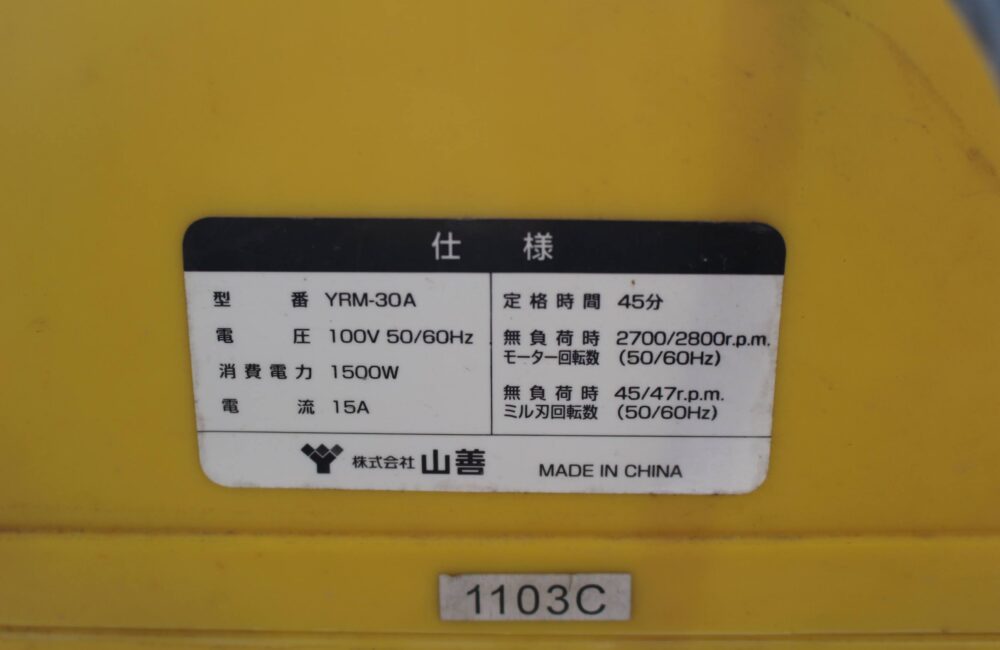 仕様
型番 YRM-30A
電圧 100V 50/60Hz
消費電力 1500W
電流 15A
定格時間 45分
無負荷時 2700/2800r.p.m.
モーター回転数 (50/60Hz)
無負荷時 45/47r.p.m.
ミル刃回転数 (50/60Hz)
株式会社 山善 MADE IN CHINA
1103C